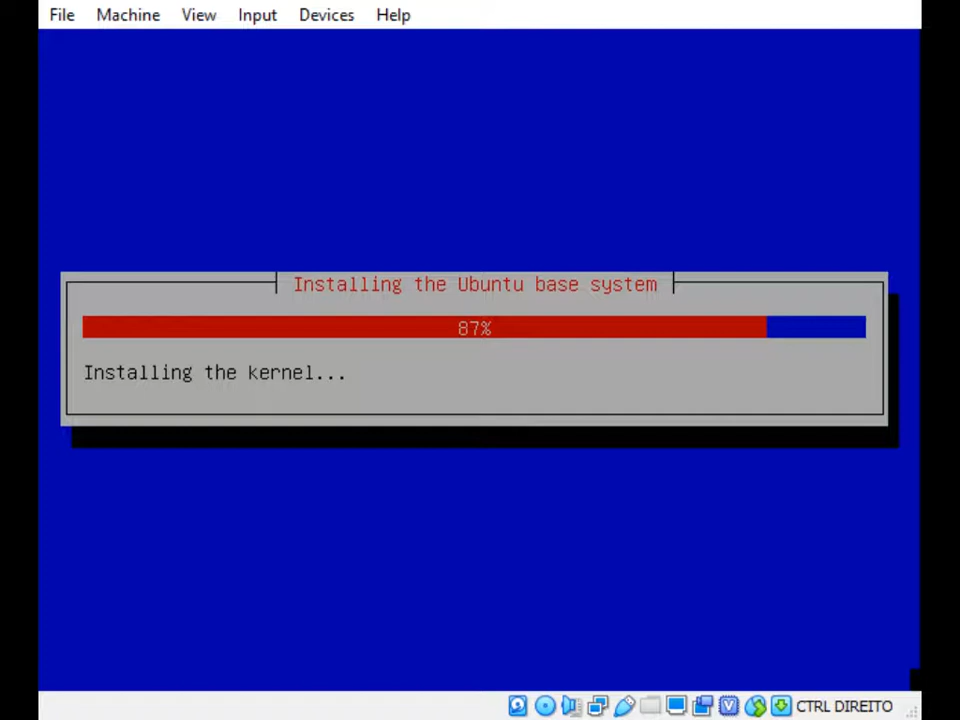 File Machine View Input Devices Help
Installing the Ubuntu base system
87%
Installing the kernel...
CTRL DIREITO